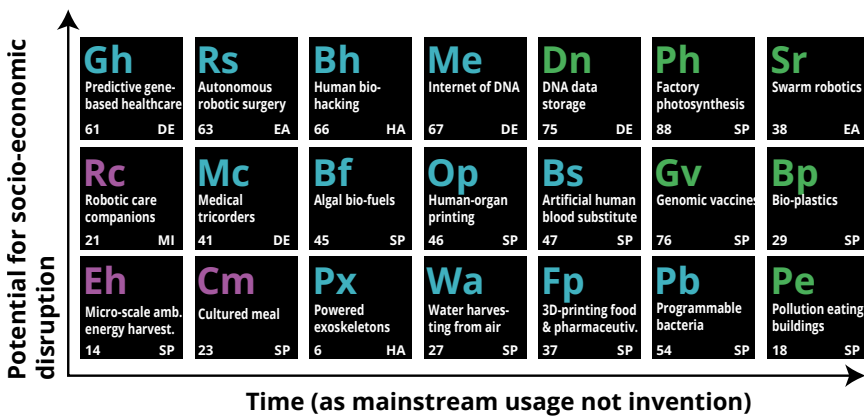 Potential for socio-economic
disruption
Gh
Predictive gene-
based healthcare
61 DE
Rs
Autonomous
robotic surgery
63 EA
Bh
Human bio-
hacking
66 HA
Me
Internet of DNA
67 DE
Dn
DNA data
storage
75 DE
Ph
Factory
photosynthesis
88 SP
Sr
Swarm robotics
38 EA
Rc
Robotic care
companions
21 MI
Mc
Medical
tricorders
41 DE
Bf
Algal bio-fuels
45 SP
Op
Human-organ
printing
46 SP
Bs
Artificial human
blood substitute
47 SP
Gv
Genomic vaccines
76 SP
Bp
Bio-plastics
29 SP
Eh
Micro-scale amb.
energy harvest.
14 SP
Cm
Cultured meal
23 SP
Px
Powered
exoskeletons
6 HA
Wa
Water harves-
ting from air
27 SP
Fp
3D-printing food
& pharmaceutiv.
37 SP
Pb
Programmable
bacteria
54 SP
Pe
Pollution eating
buildings
18 SP
Time (as mainstream usage not invention)